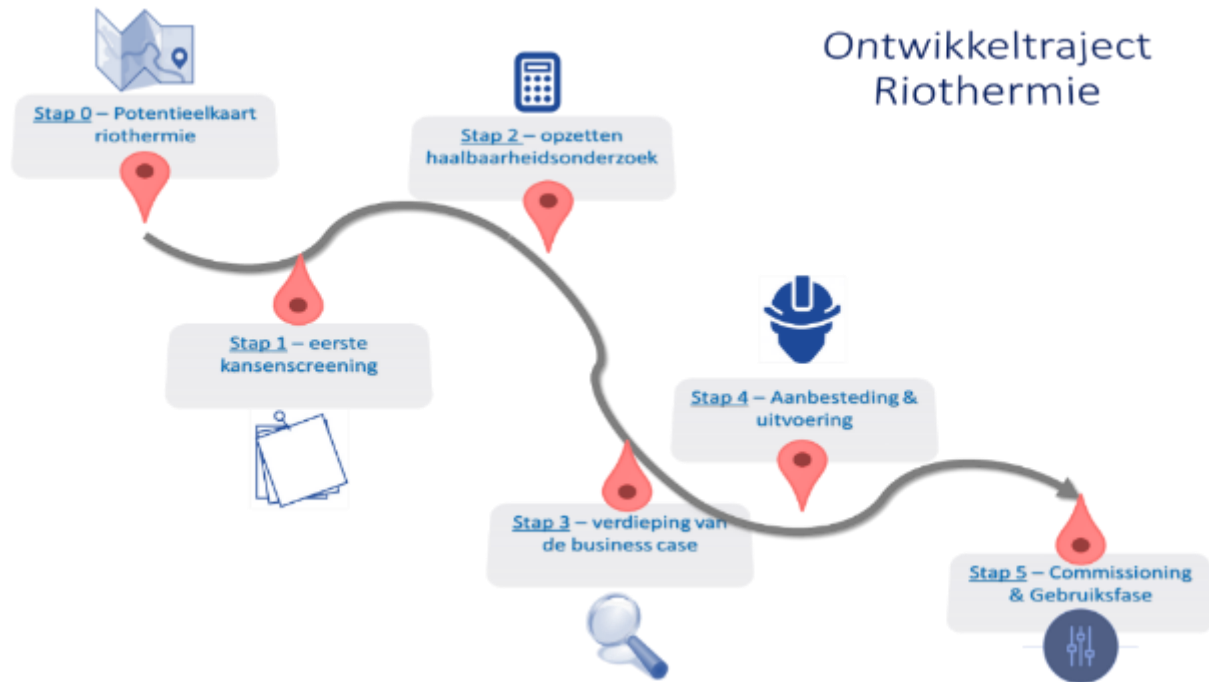 Ontwikkeltraject
Riothermie
Stap 0 – Potentieelkaart
riothermie
Stap 1 – eerste
kansenscreening
Stap 2 – opzetten
haalbaarheidsonderzoek
Stap 3 – verdieping van
de business case
Stap 4 – Aanbesteding &
uitvoering
Stap 5 – Commissioning
& Gebruiksfase